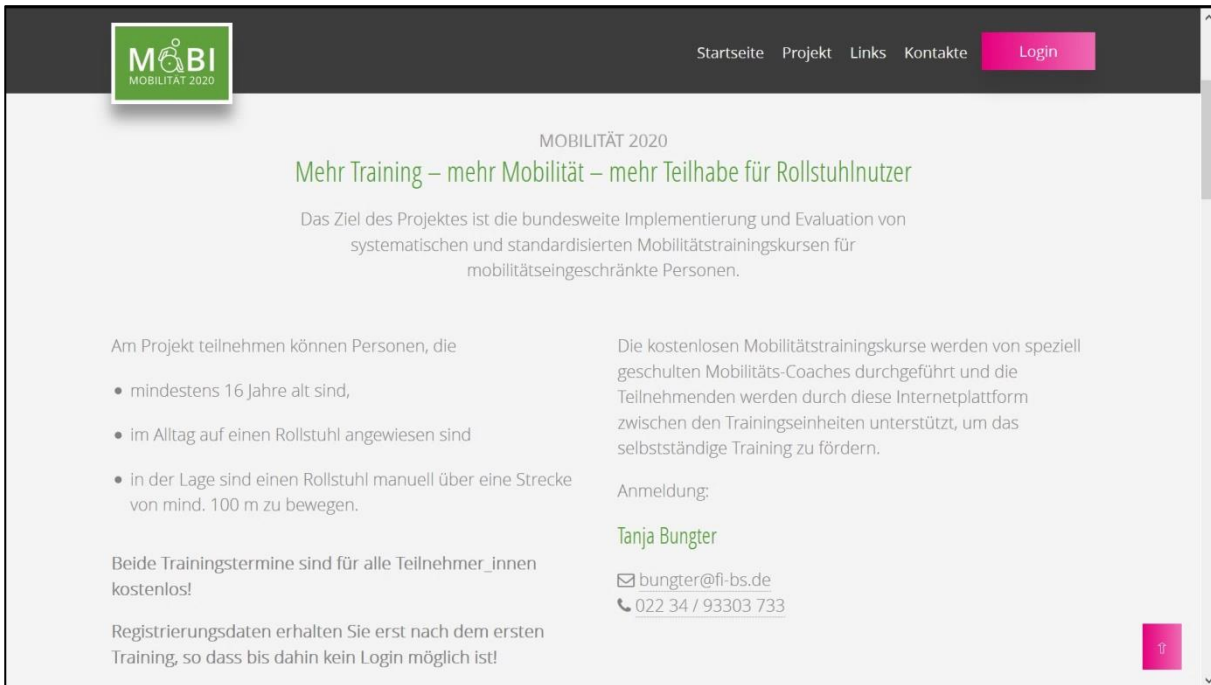 MOBI
MOBILITÄT 2020
Startseite Projekt Links Kontakte Login
MOBILITÄT 2020
Mehr Training – mehr Mobilität – mehr Teilhabe für Rollstuhlnutzer
Das Ziel des Projektes ist die bundesweite Implementierung und Evaluation von
systematischen und standardisierten Mobilitätstrainingskursen für
mobilitätseingeschränkte Personen.
Am Projekt teilnehmen können Personen, die
• mindestens 16 Jahre alt sind,
• im Alltag auf einen Rollstuhl angewiesen sind
• in der Lage sind einen Rollstuhl manuell über eine Strecke
von mind. 100 m zu bewegen.
Beide Trainingstermine sind für alle Teilnehmer_innen
kostenlos!
Registrierungsdaten erhalten Sie erst nach dem ersten
Training, so dass bis dahin kein Login möglich ist!
Die kostenlosen Mobilitätstrainingskurse werden von speziell
geschulten Mobilitäts-Coaches durchgeführt und die
Teilnehmenden werden durch diese Internetplattform
zwischen den Trainingseinheiten unterstützt, um das
selbstständige Training zu fördern.
Anmeldung:
Tanja Bungter
bungter@fi-bs.de
022 34 / 93303 733